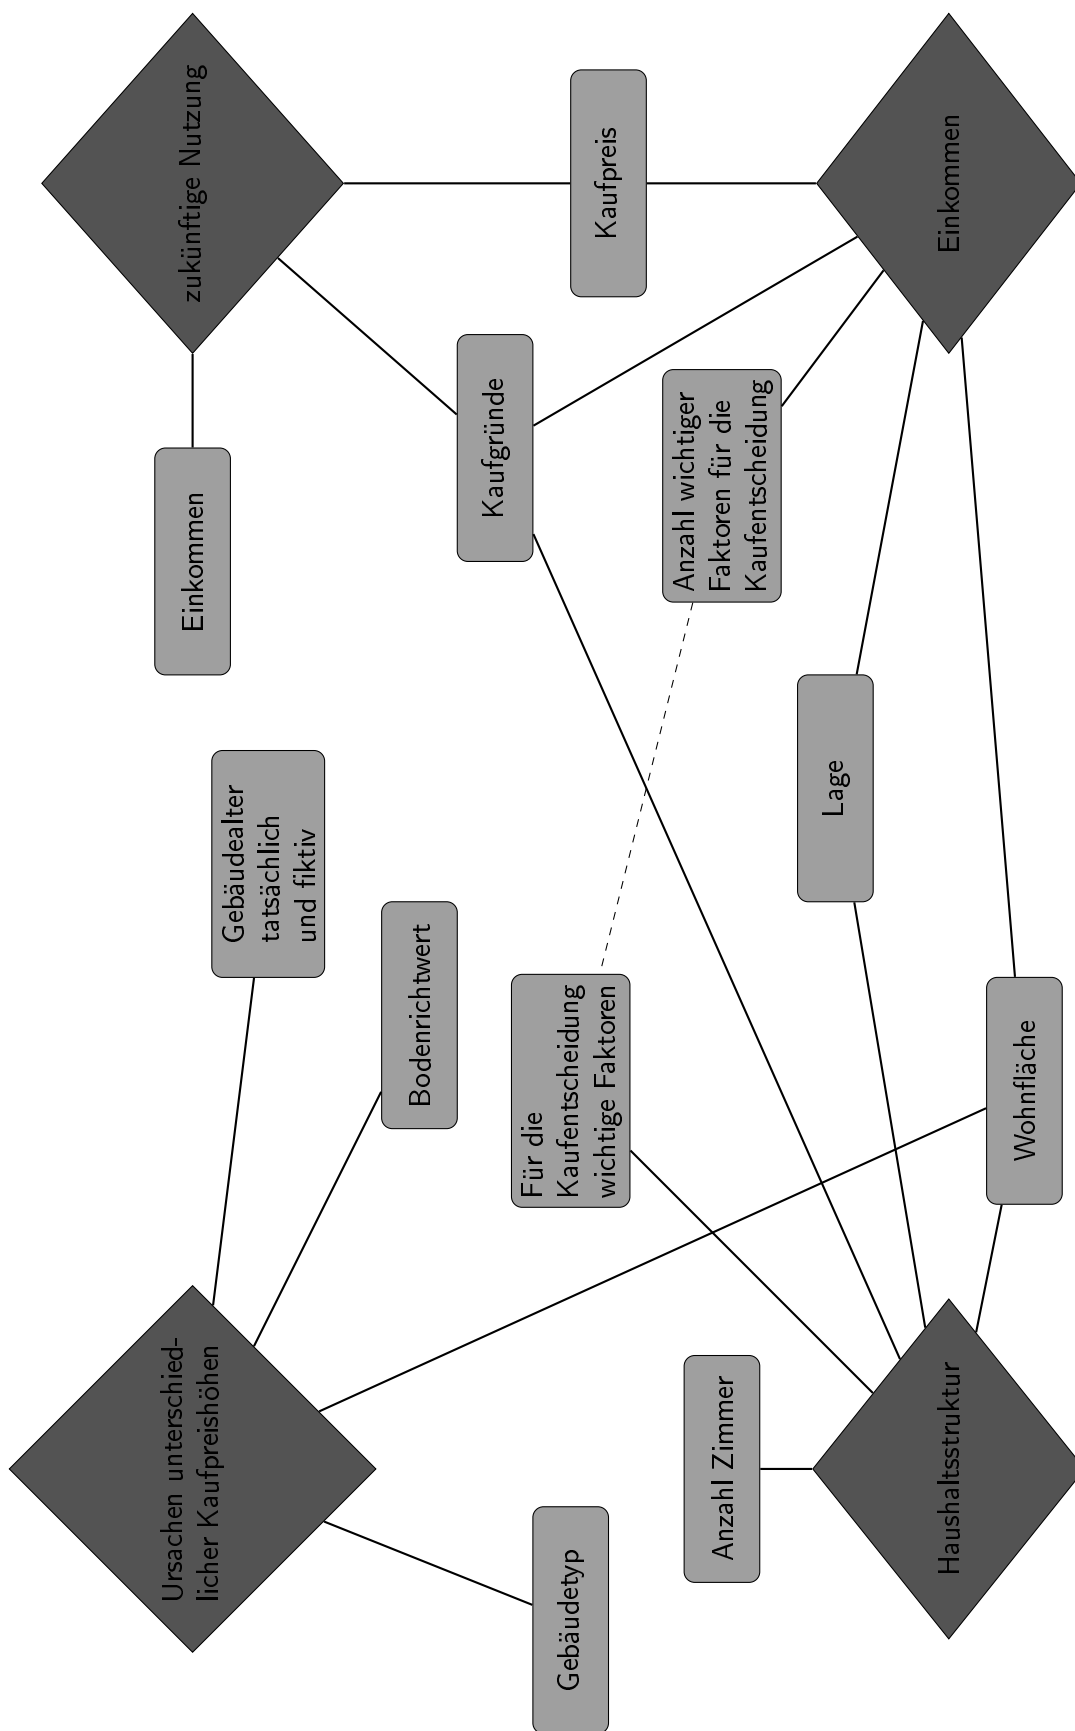 Ursachen unterschied-
licher Kaufpreishöhen
Gebäudealter
tatsächlich
und fiktiv
Einkommen
zukünftige Nutzung
Bodenrichtwert
Kaufgründe
Gebäudetyp
Für die
Kaufentscheidung
wichtige Faktoren
Kaufpreis
Anzahl Zimmer
Anzahl wichtiger
Faktoren für die
Kaufentscheidung
Lage
Haushaltsstruktur
Wohnfläche
Einkommen